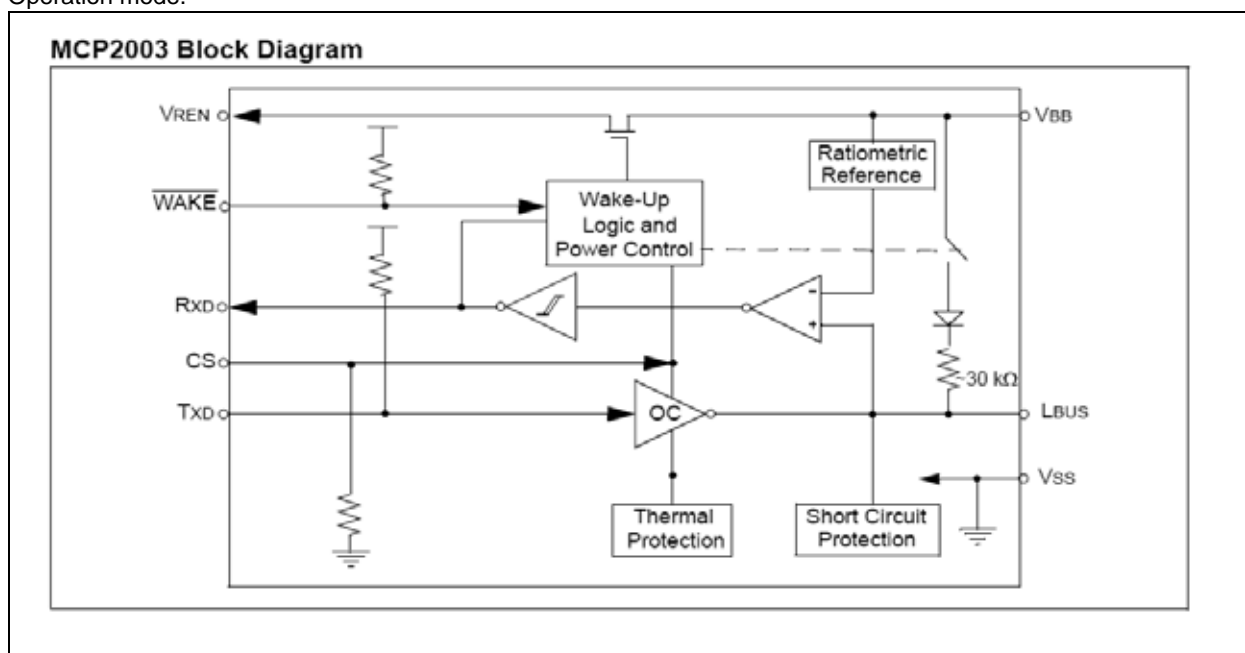 Operation mode.
MCP2003 Block Diagram
VREN
VBB
Ratiometric
Reference
WAKE
Wake-Up
Logic and
Power Control
RXD
-
+
CS
~30 kΩ
TXD
OC
LBUS
VSS
Thermal
Protection
Short Circuit
Protection